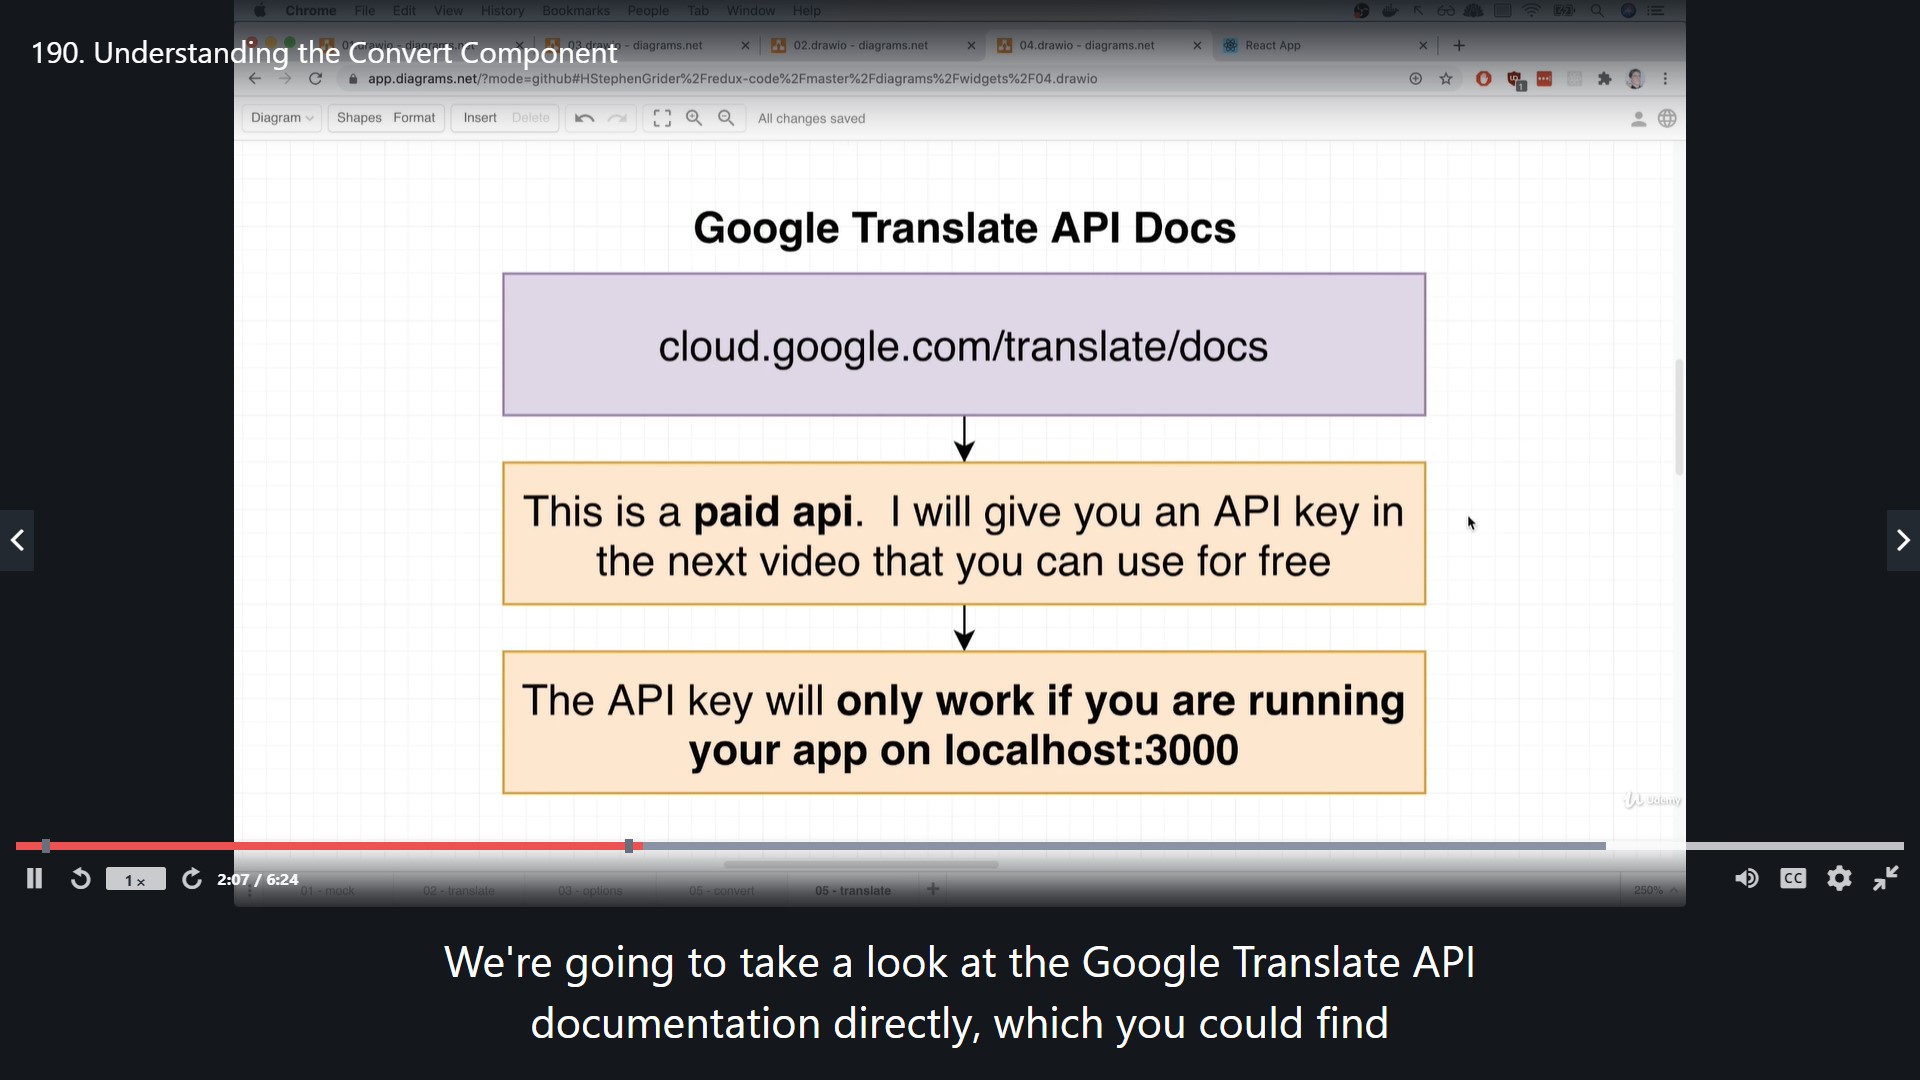 Chrome File Edit View History Bookmarks People Tab Window Help
190. Understanding the Convert Component
03.drawio - diagrams.net
02.drawio - diagrams.net
04.drawio - diagrams.net
React App
app.diagrams.net/?mode=github#HStephenGrider%2Fredux-code%2Fmaster%2Fdiagrams%2Fwidgets%2F04.drawio
Diagram Shapes Format Insert Delete All changes saved
Google Translate API Docs
cloud.google.com/translate/docs
This is a paid api. I will give you an API key in
the next video that you can use for free
The API key will only work if you are running
your app on localhost:3000
Udemy
1 x
2:07 / 6:24
CC
01 - mock
02 - translate
03 - options
05 - convert
05 - translate
250%
We're going to take a look at the Google Translate API
documentation directly, which you could find